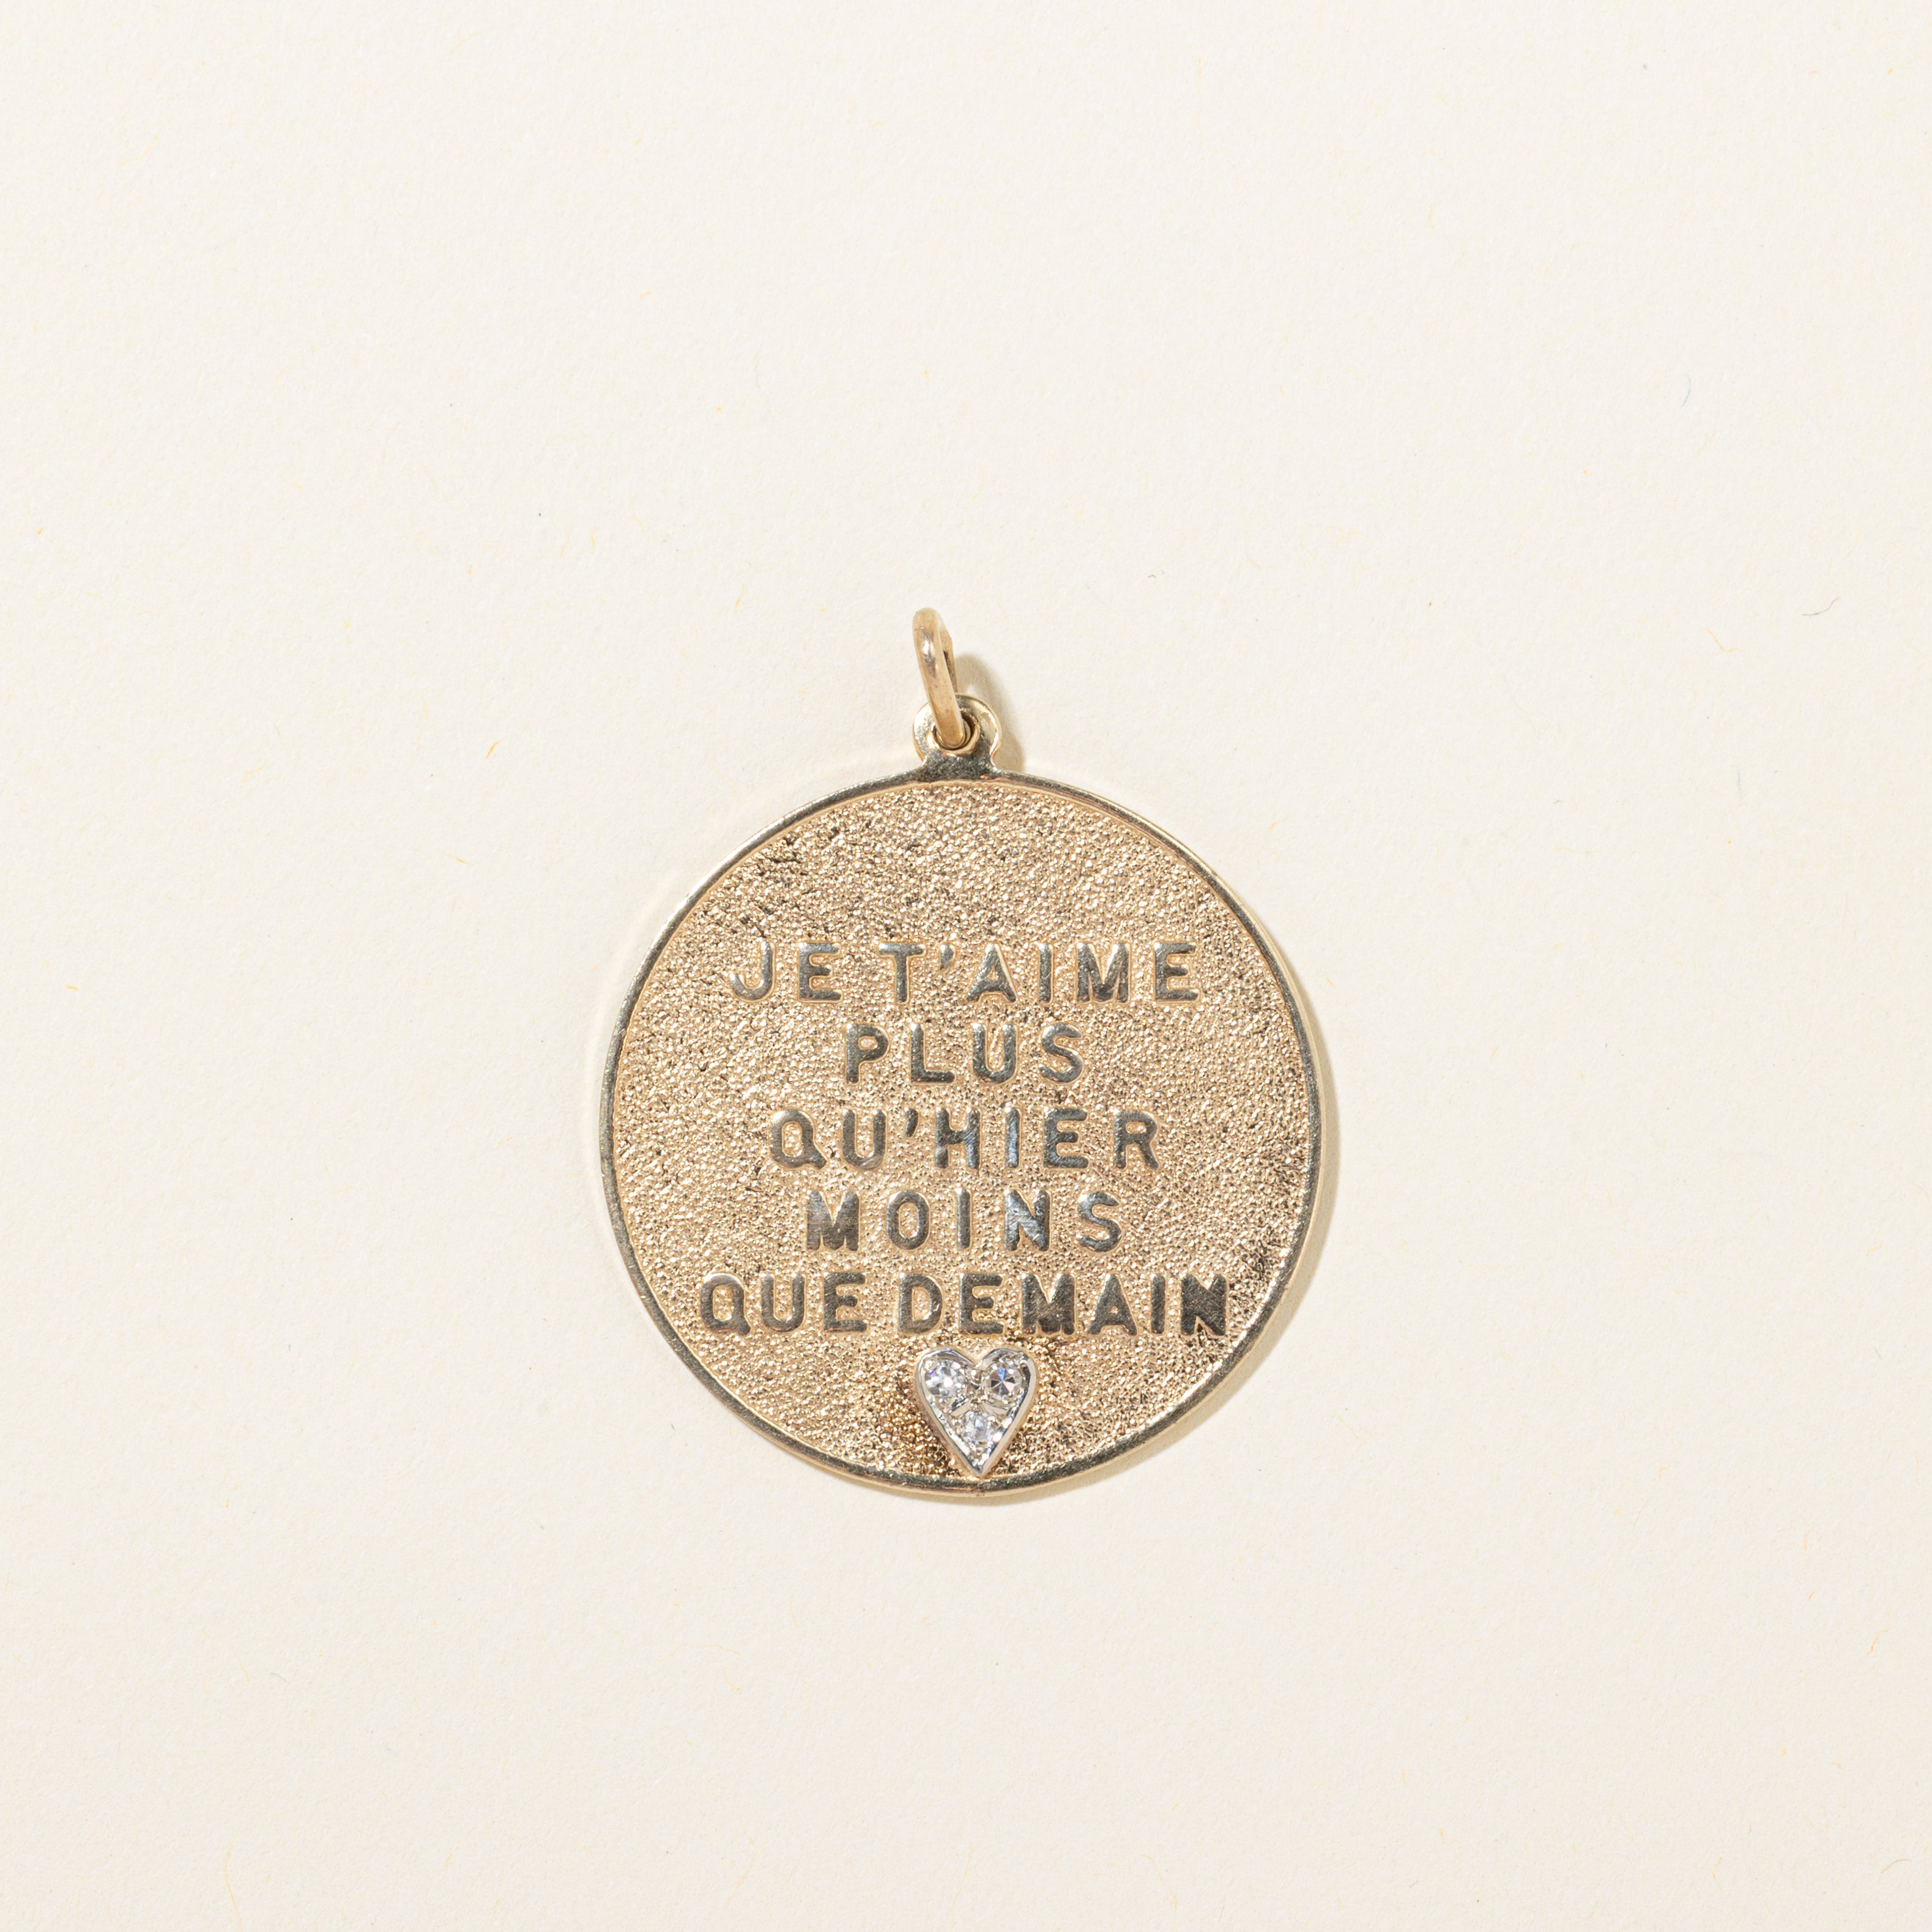 JE T'AIME
PLUS
QU'HIER
MOINS
QUE DEMAIN